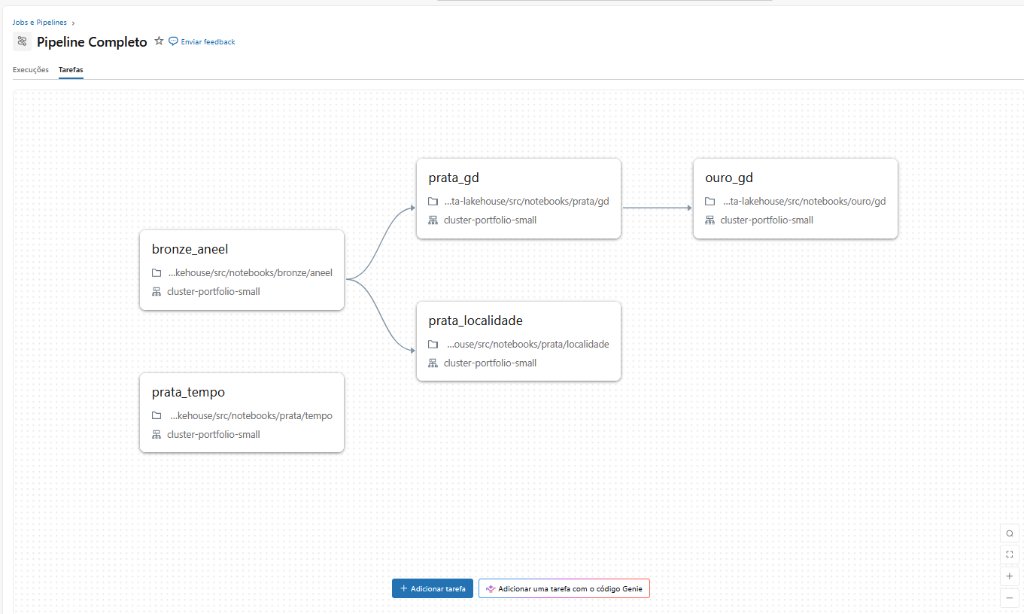 Jobs e Pipelines ›
Pipeline Completo Enviar feedback
Execuções Tarefas
prata_gd
...ta-lakehouse/src/notebooks/prata/gd
cluster-portfolio-small
ouro_gd
...ta-lakehouse/src/notebooks/ouro/gd
cluster-portfolio-small
bronze_aneel
...kehouse/src/notebooks/bronze/aneel
cluster-portfolio-small
prata_localidade
...ouse/src/notebooks/prata/localidade
cluster-portfolio-small
prata_tempo
...kehouse/src/notebooks/prata/tempo
cluster-portfolio-small
+ Adicionar tarefa
Adicionar uma tarefa com o código Genie